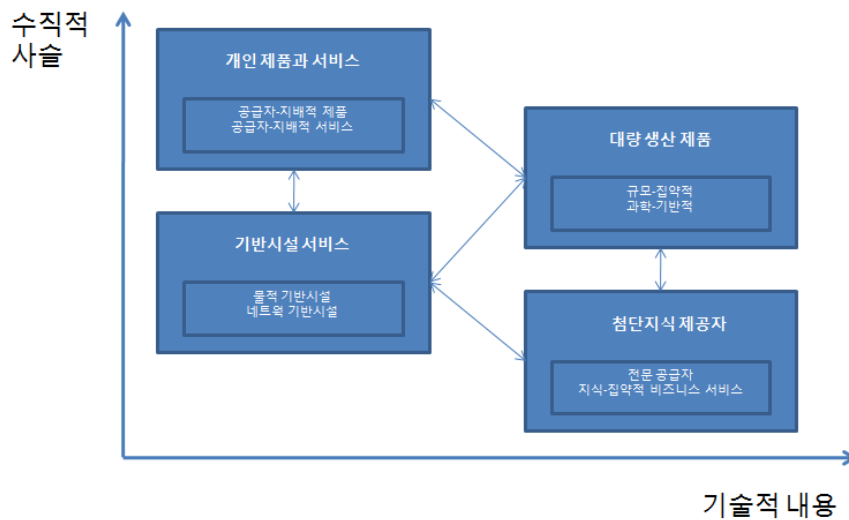 수직적
사슬
개인 제품과 서비스
공급자-지배적 제품
공급자-지배적 서비스
대량 생산 제품
규모-집약적
과학-기반적
기반시설 서비스
물적 기반시설
네트웍 기반시설
첨단지식 제공자
전문 공급자
지식-집약적 비즈니스 서비스
기술적 내용